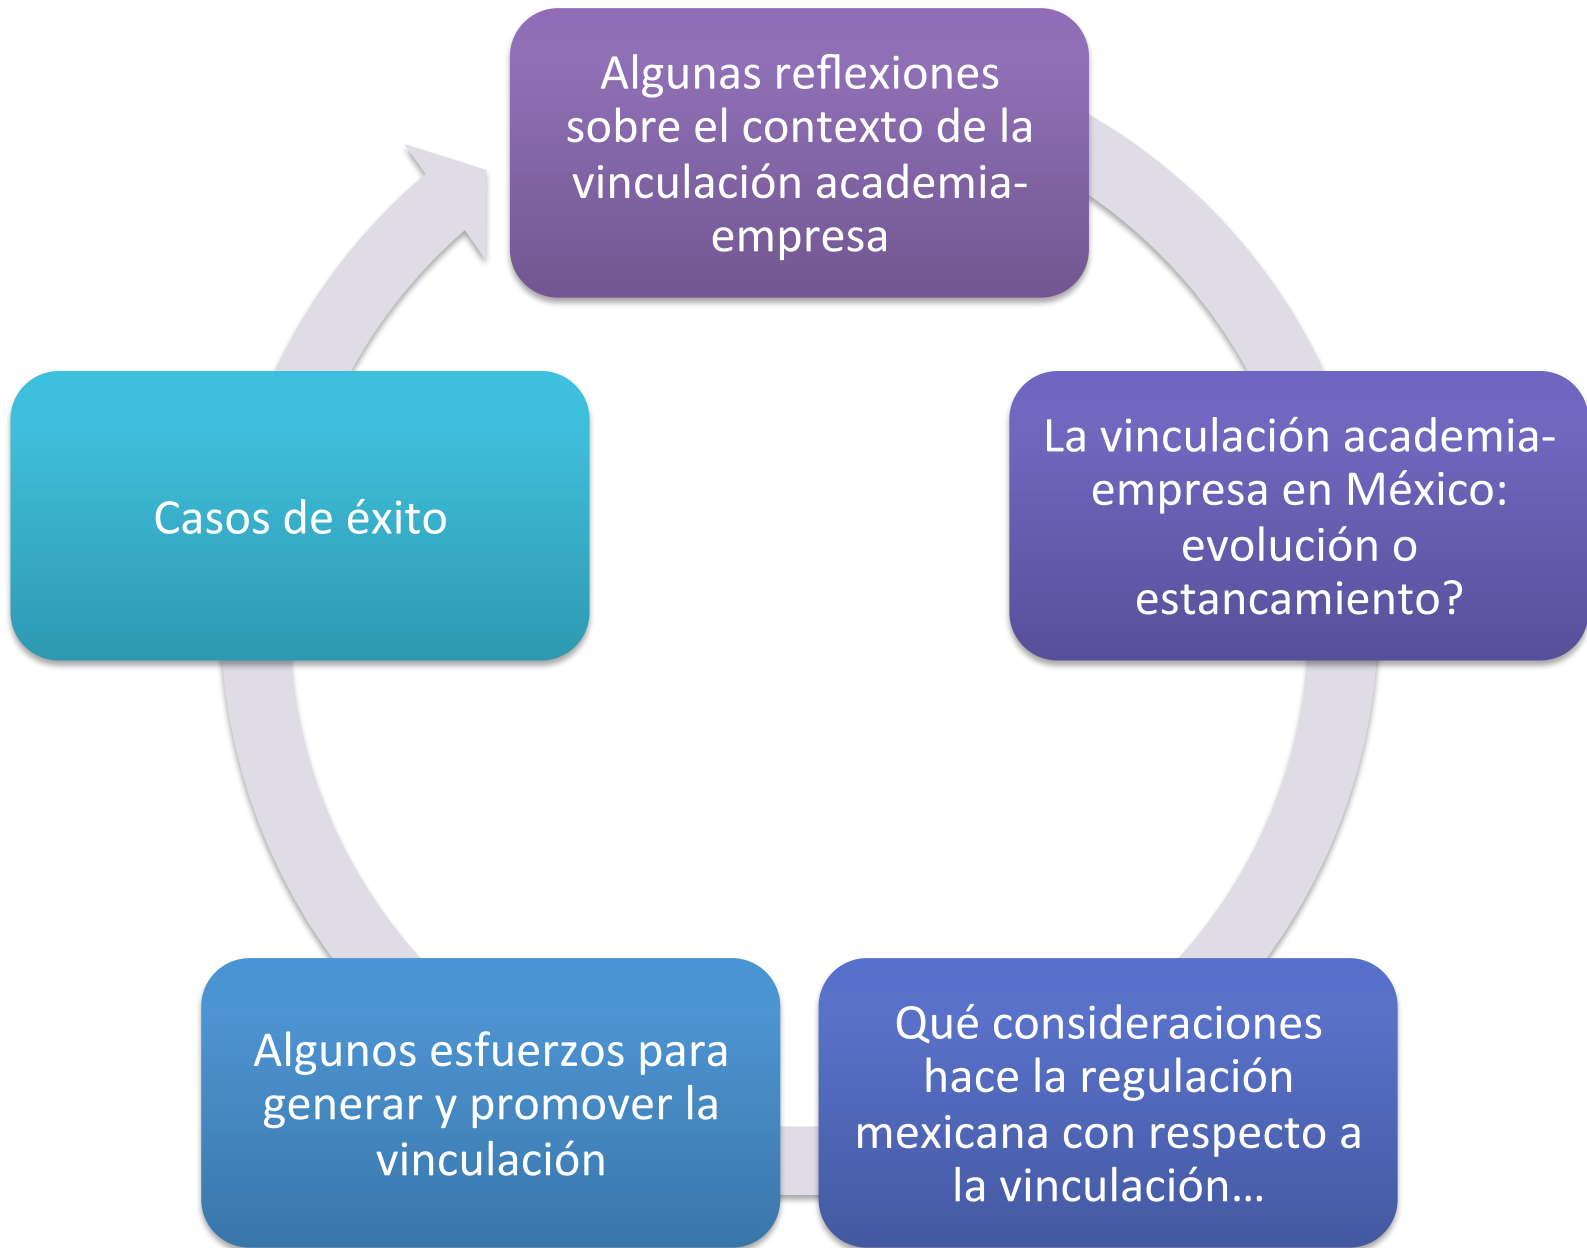 Algunas reflexiones
sobre el contexto de la
vinculación academia-
empresa
La vinculación academia-
empresa en México:
evolución o
estancamiento?
Qué consideraciones
hace la regulación
mexicana con respecto a
la vinculación…
Algunos esfuerzos para
generar y promover la
vinculación
Casos de éxito